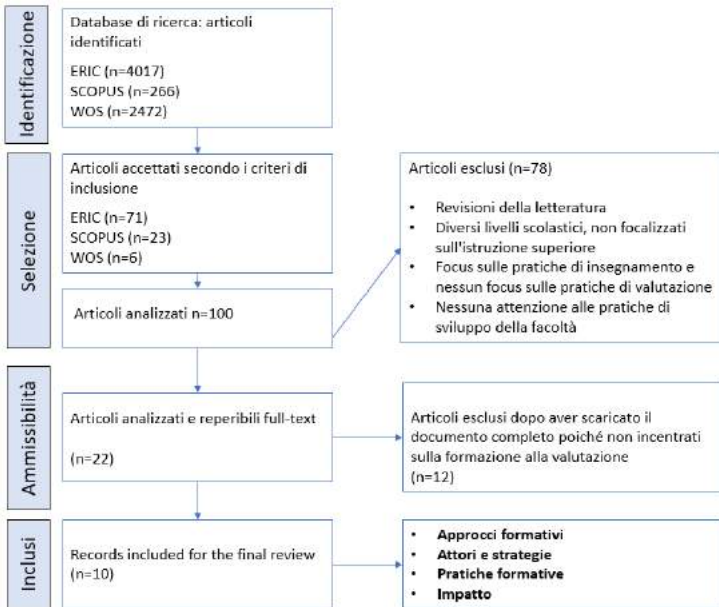 Identificazione
Database di ricerca: articoli
identificati
ERIC (n=4017)
SCOPUS (n=266)
WOS (n=2472)
Selezione
Articoli accettati secondo i criteri di
inclusione
ERIC (n=71)
SCOPUS (n=23)
WOS (n=6)
Articoli analizzati n=100
Articoli esclusi (n=78)
• Revisioni della letteratura
• Diversi livelli scolastici, non focalizzati
sull'istruzione superiore
• Focus sulle pratiche di insegnamento e
nessun focus sulle pratiche di valutazione
• Nessuna attenzione alle pratiche di
sviluppo della facoltà
Ammissibilità
Articoli analizzati e reperibili full-text
(n=22)
Articoli esclusi dopo aver scaricato il
documento completo poiché non incentrati
sulla formazione alla valutazione
(n=12)
Inclusi
Records included for the final review
(n=10)
• Approcci formativi
• Attori e strategie
• Pratiche formative
• Impatto